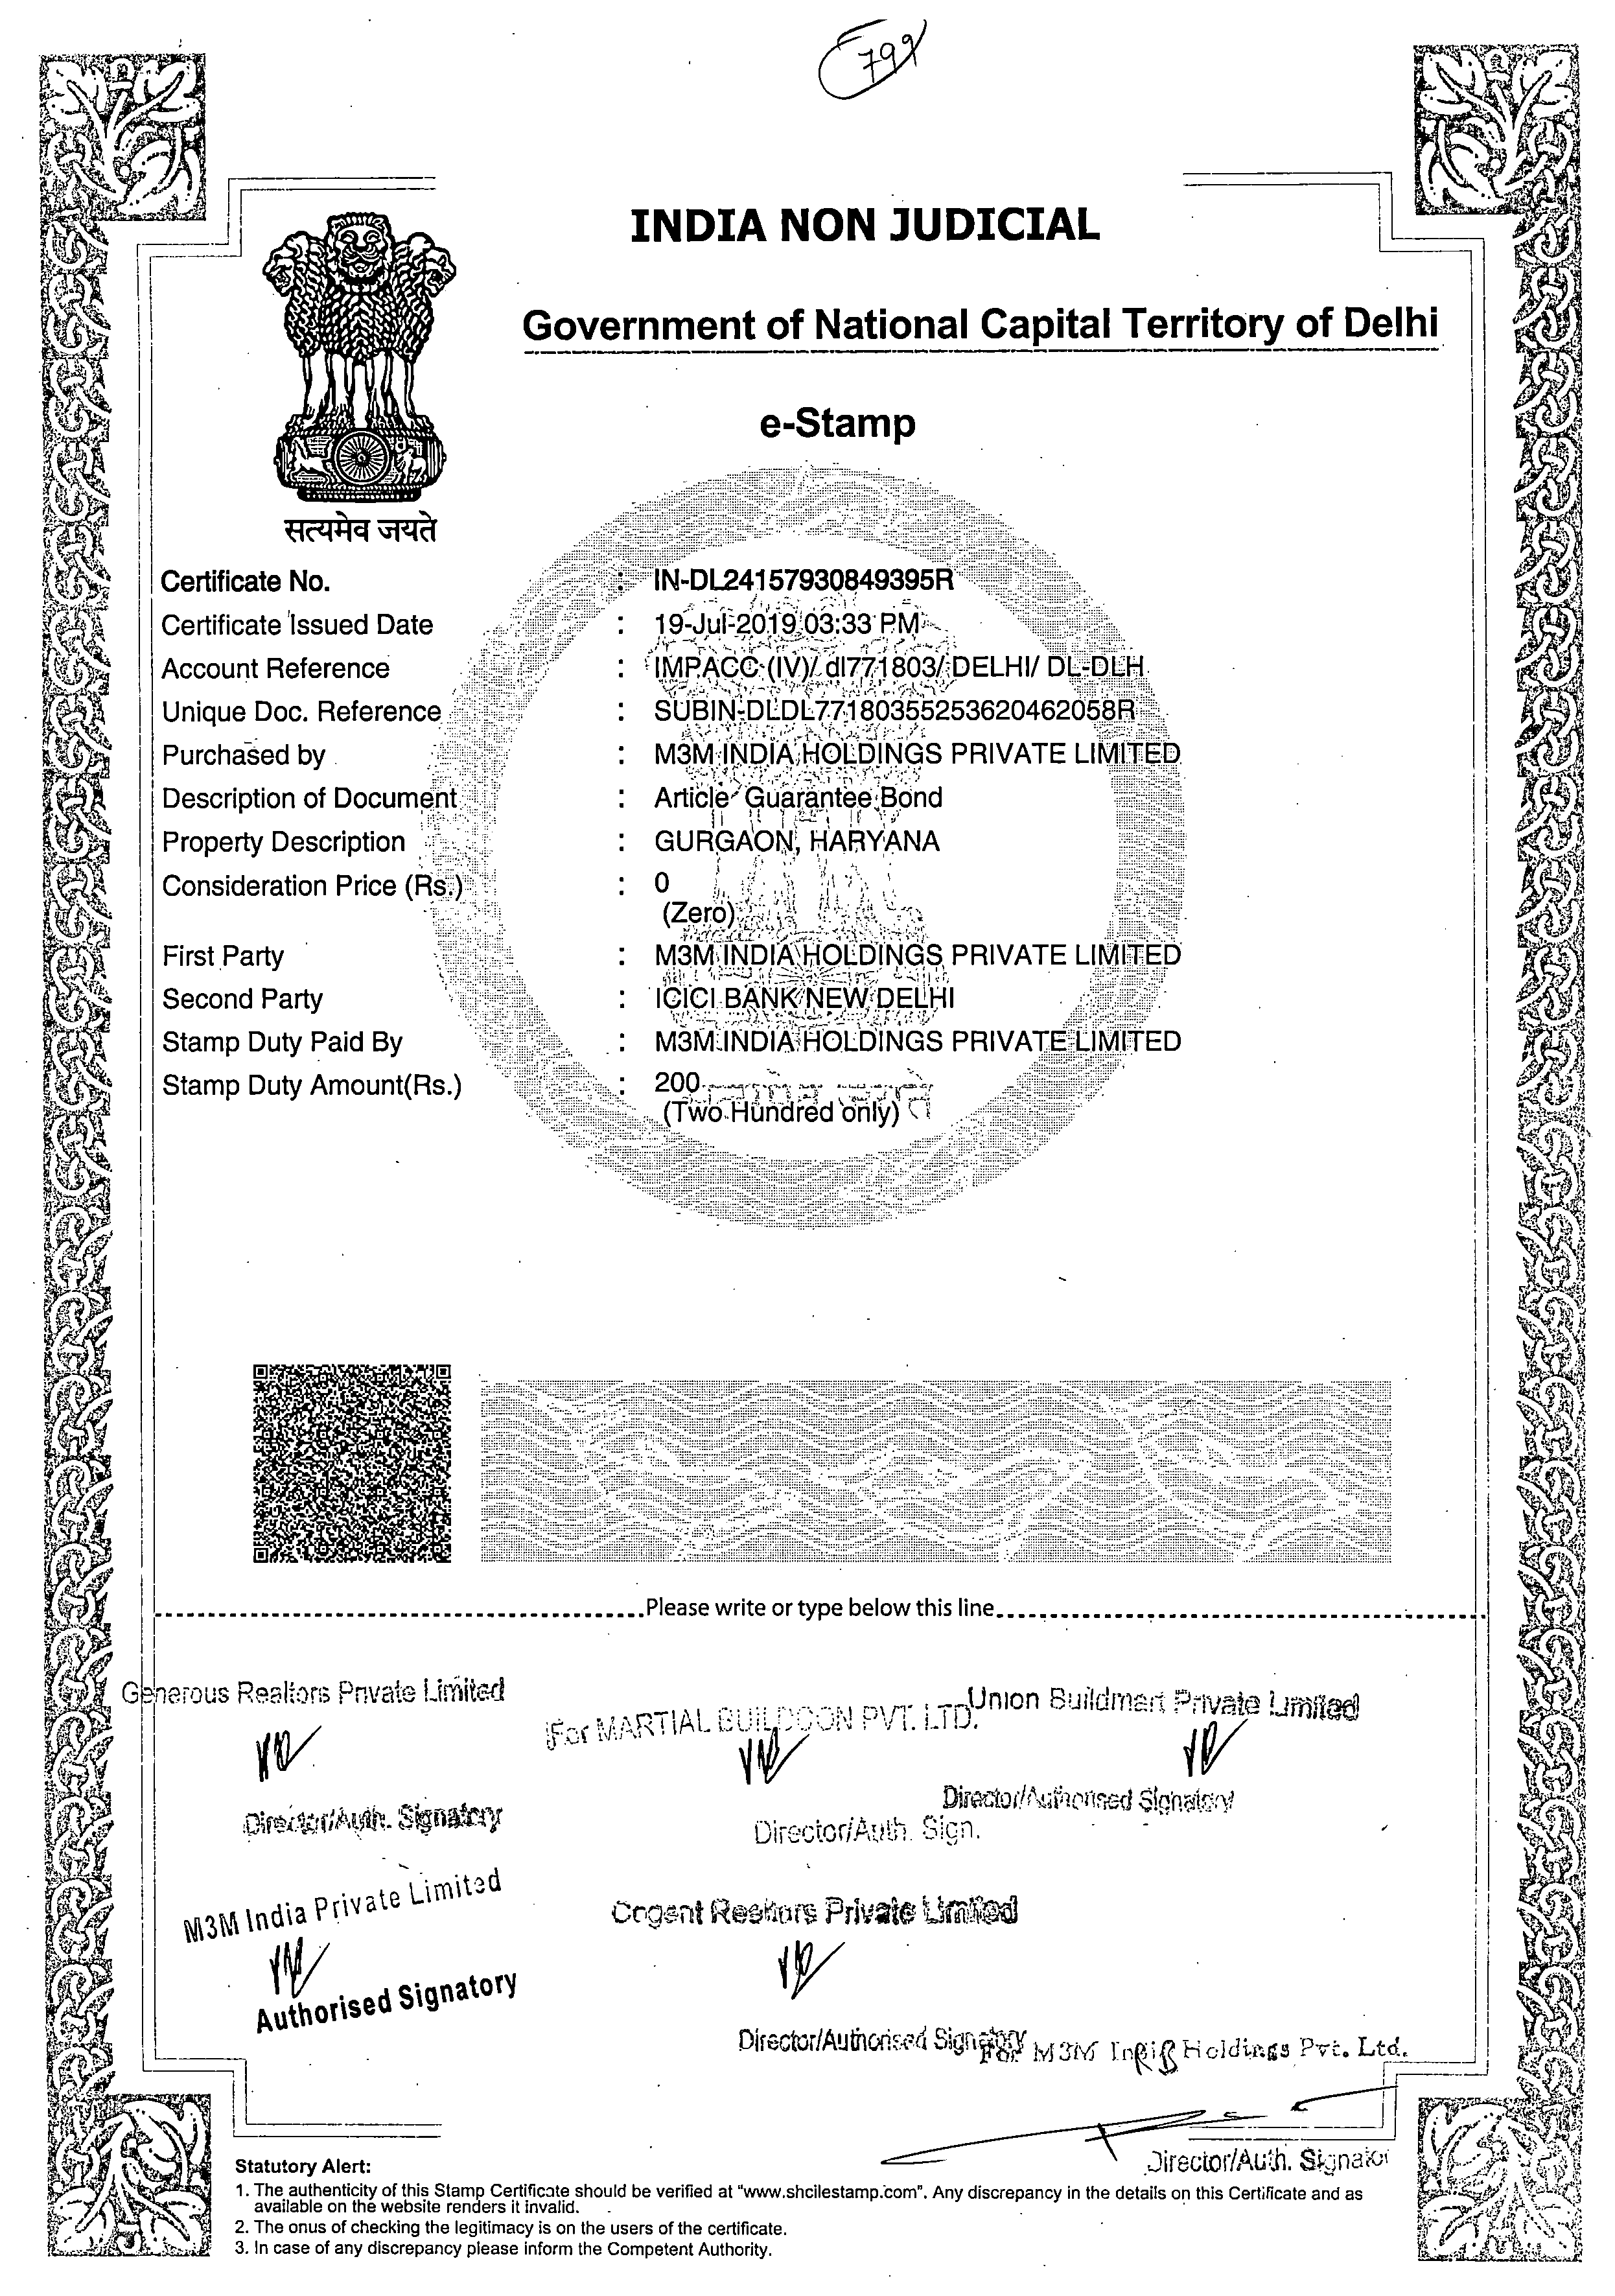 799
INDIA NON JUDICIAL
Government of National Capital Territory of Delhi
e-Stamp
सत्यमेव जयते
Certificate No. : IN-DL24157930849395R
Certificate Issued Date : 19-Jul-2019 03:33 PM
Account Reference : IMPACC (IV)/ dl771803/ DELHI/ DL-DLH
Unique Doc. Reference : SUBIN-DLDL77180355253620462058R
Purchased by : M3M INDIA HOLDINGS PRIVATE LIMITED
Description of Document : Article Guarantee Bond
Property Description : GURGAON, HARYANA
Consideration Price (Rs.) : 0
(Zero)
First Party : M3M INDIA HOLDINGS PRIVATE LIMITED
Second Party : ICICI BANK NEW DELHI
Stamp Duty Paid By : M3M INDIA HOLDINGS PRIVATE LIMITED
Stamp Duty Amount(Rs.) : 200
(Two Hundred only)
Please write or type below this line
Generous Realtors Private Limited
For MARTIAL BUILDCON PVT. LTD.
Union Buildmart Private Limited
Director/Auth. Signatory
Director/Auth. Sign.
Director/Authorised Signatory
M3M India Private Limited
Cogent Realtors Private Limited
Authorised Signatory
Director/Authorised Signatory
For M3M India Holdings Pvt. Ltd.
Director/Auth. Signator
Statutory Alert:
1. The authenticity of this Stamp Certificate should be verified at "www.shcilestamp.com". Any discrepancy in the details on this Certificate and as
available on the website renders it invalid.
2. The onus of checking the legitimacy is on the users of the certificate.
3. In case of any discrepancy please inform the Competent Authority.